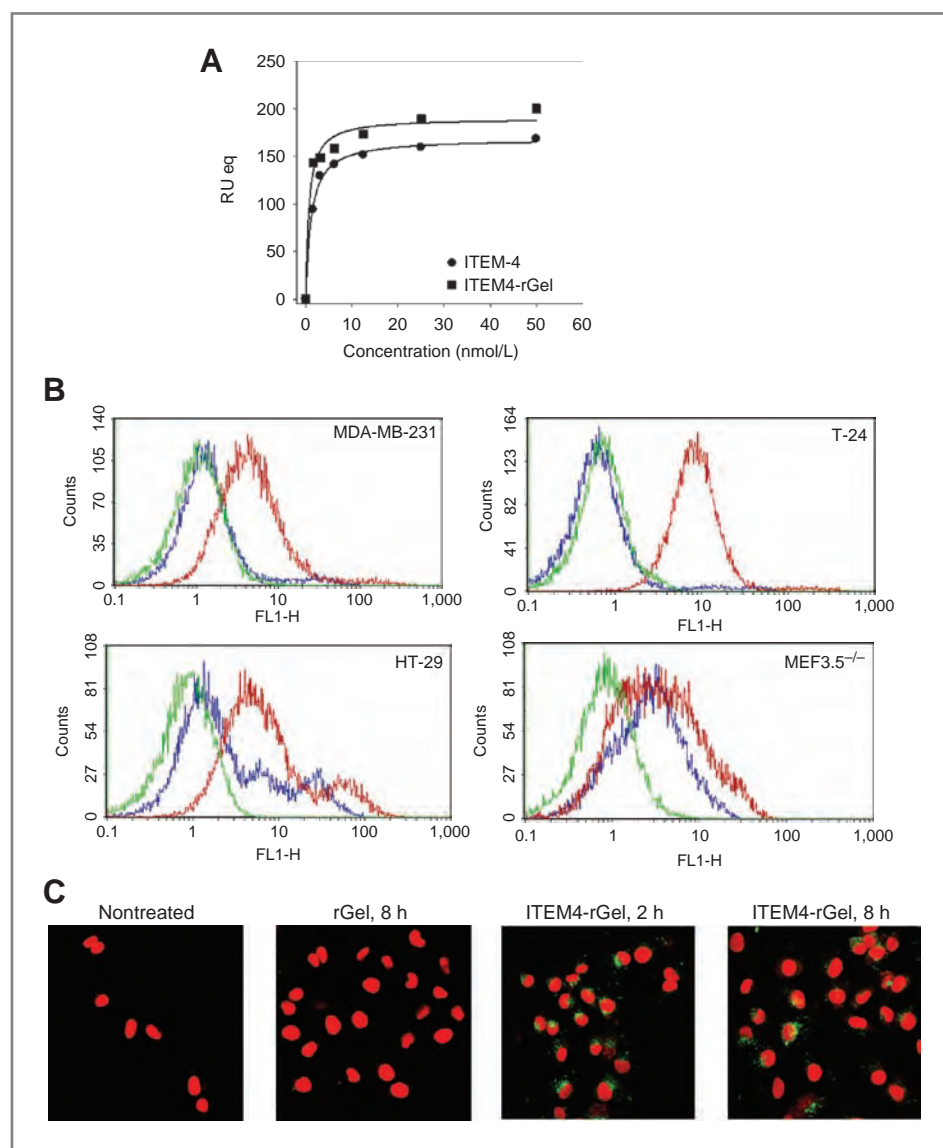 A
250
200
150
100
50
0
RU eq
ITEM-4
ITEM4-rGel
0 10 20 30 40 50 60
Concentration (nmol/L)
B
140
105
70
35
0
Counts
MDA-MB-231
0.1 1 10 100 1,000
FL1-H
164
123
82
41
0
Counts
T-24
0.1 1 10 100 1,000
FL1-H
108
81
54
27
0
Counts
HT-29
0.1 1 10 100 1,000
FL1-H
108
81
54
27
0
Counts
MEF3.5–/–
0.1 1 10 100 1,000
FL1-H
C
Nontreated
rGel, 8 h
ITEM4-rGel, 2 h
ITEM4-rGel, 8 h